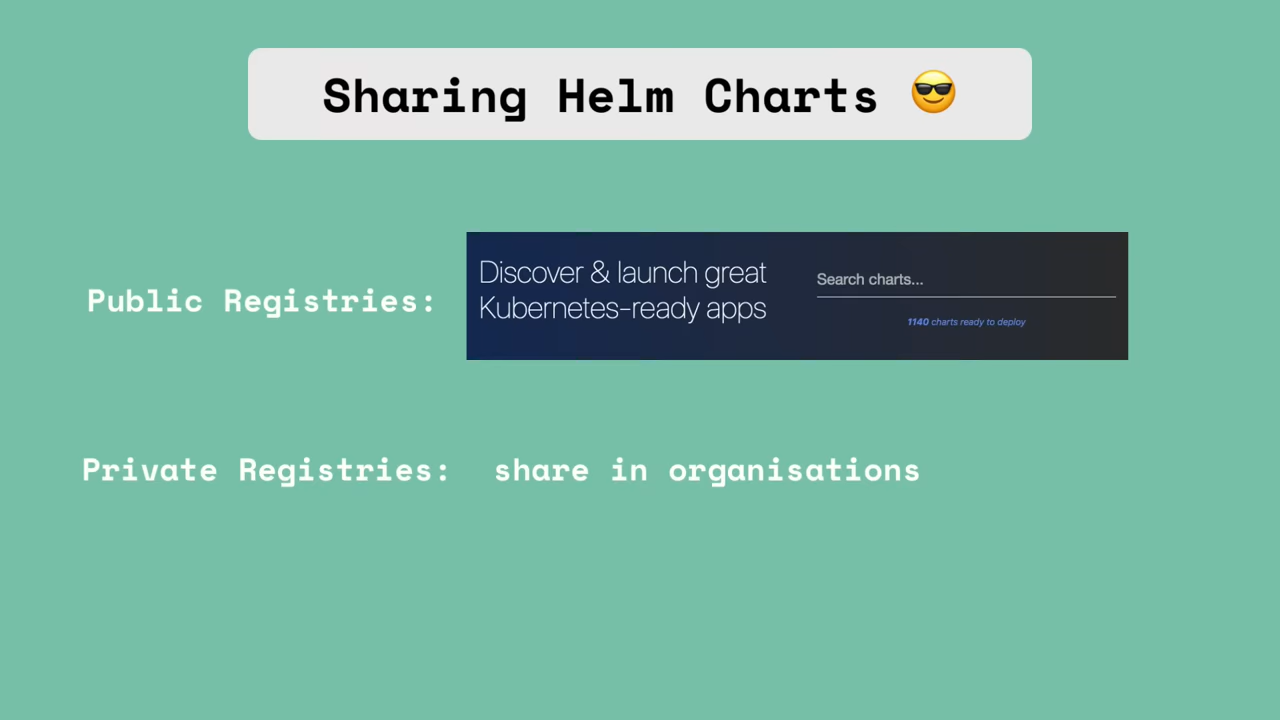 Sharing Helm Charts 😎
Public Registries:
Discover & launch great
Kubernetes-ready apps
Search charts...
1140 charts ready to deploy
Private Registries: share in organisations